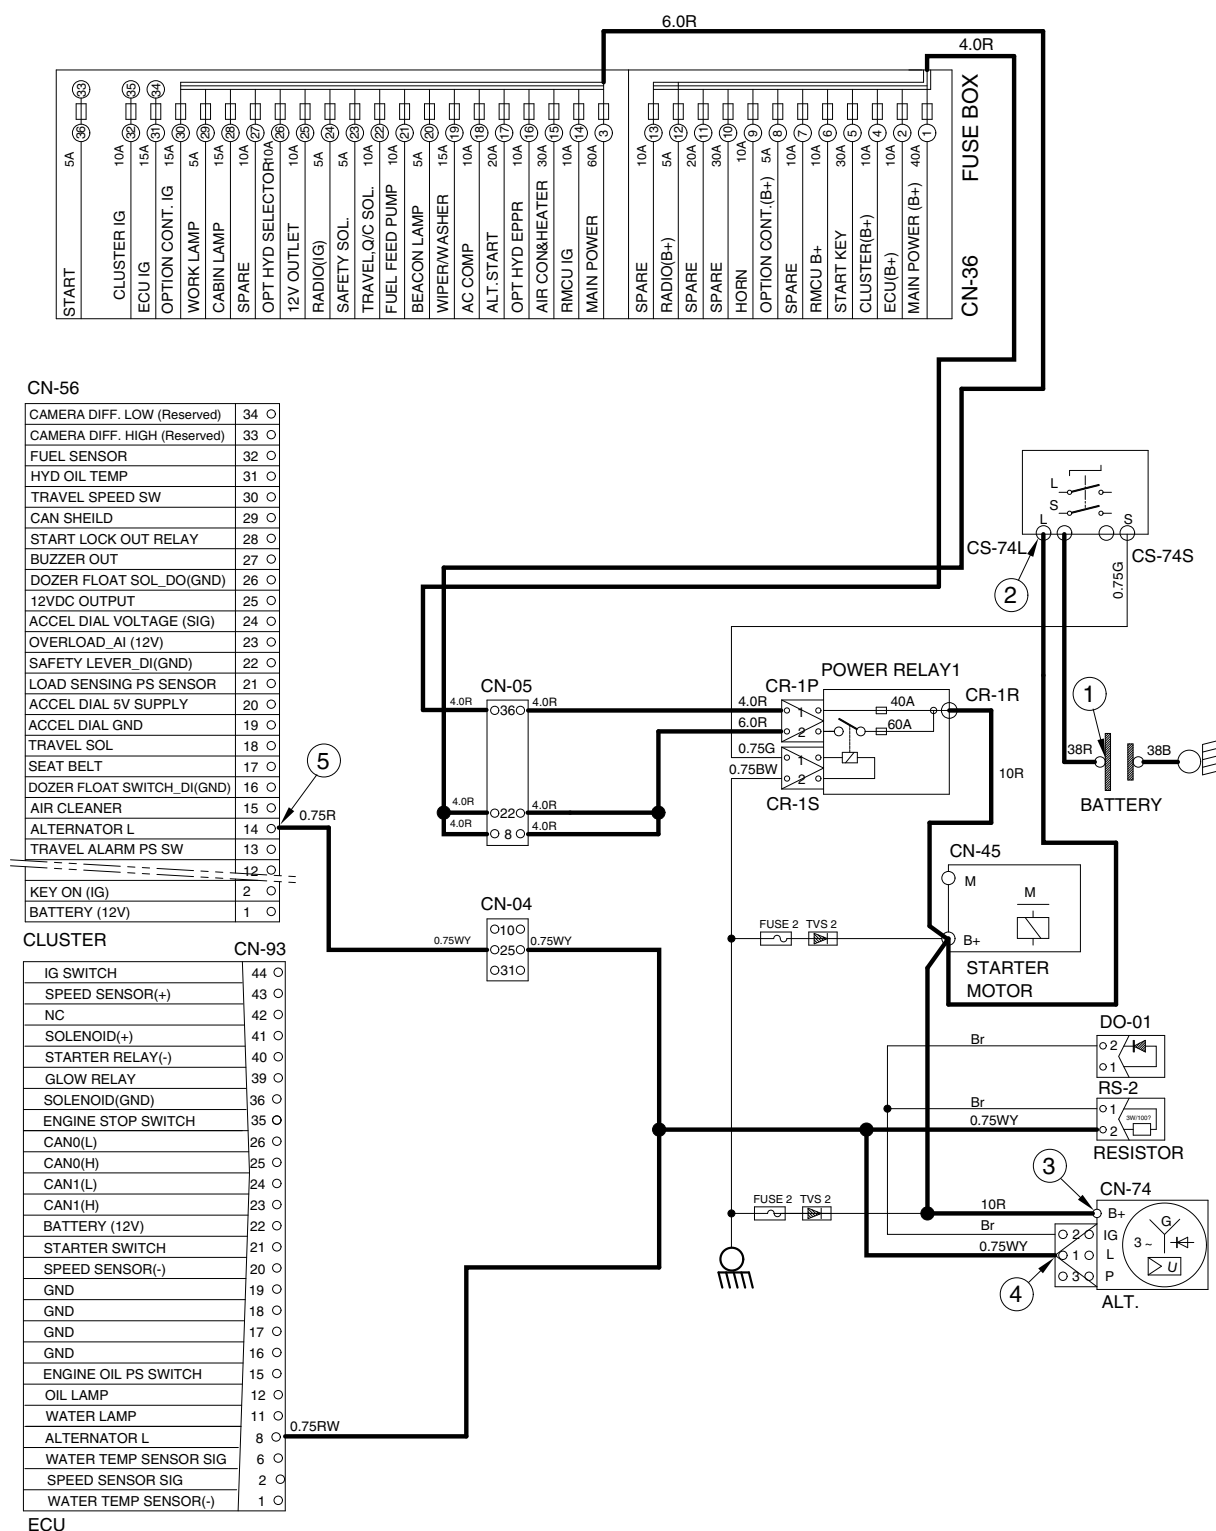 6.0R
4.0R
FUSE BOX
CN-36
33
35
34
36
32
31
30
29
28
27
26
25
24
23
22
21
20
19
18
17
16
15
14
3
13
12
11
10
9
8
7
6
5
4
2
1
START 5A
CLUSTER IG 10A
ECU IG 15A
OPTION CONT. IG 15A
WORK LAMP 5A
CABIN LAMP 10A
SPARE 10A
OPT HYD SELECTOR 10A
12V OUTLET 10A
RADIO(IG) 5A
SAFETY SOL. 5A
TRAVEL,Q/C SOL. 10A
FUEL FEED PUMP 10A
BEACON LAMP 5A
WIPER/WASHER 15A
AC COMP 10A
ALT.START 20A
OPT HYD EPPR 10A
AIR CON&HEATER 30A
RMCU IG 10A
MAIN POWER 60A
SPARE 10A
RADIO(B+) 5A
SPARE 20A
SPARE 30A
HORN 10A
OPTION CONT.(B+) 5A
SPARE 10A
RMCU B+ 10A
START KEY 30A
CLUSTER(B+) 10A
ECU(B+) 10A
MAIN POWER (B+) 40A
CN-56
CAMERA DIFF. LOW (Reserved) 34
CAMERA DIFF. HIGH (Reserved) 33
FUEL SENSOR 32
HYD OIL TEMP 31
TRAVEL SPEED SW 30
CAN SHEILD 29
START LOCK OUT RELAY 28
BUZZER OUT 27
DOZER FLOAT SOL_DO(GND) 26
12VDC OUTPUT 25
ACCEL DIAL VOLTAGE (SIG) 24
OVERLOAD_AI (12V) 23
SAFETY LEVER_DI(GND) 22
LOAD SENSING PS SENSOR 21
ACCEL DIAL 5V SUPPLY 20
ACCEL DIAL GND 19
TRAVEL SOL 18
SEAT BELT 17
DOZER FLOAT SWITCH_DI(GND) 16
AIR CLEANER 15
ALTERNATOR L 14
TRAVEL ALARM PS SW 13
12
KEY ON (IG) 2
BATTERY (12V) 1
CLUSTER
5
0.75R
CN-93
IG SWITCH 44
SPEED SENSOR(+) 43
NC 42
SOLENOID(+) 41
STARTER RELAY(-) 40
GLOW RELAY 39
SOLENOID(GND) 36
ENGINE STOP SWITCH 35
CAN0(L) 26
CAN0(H) 25
CAN1(L) 24
CAN1(H) 23
BATTERY (12V) 22
STARTER SWITCH 21
SPEED SENSOR(-) 20
GND 19
GND 18
GND 17
GND 16
ENGINE OIL PS SWITCH 15
OIL LAMP 12
WATER LAMP 11
ALTERNATOR L 8
WATER TEMP SENSOR SIG 6
SPEED SENSOR SIG 2
WATER TEMP SENSOR(-) 1
ECU
0.75RW
CN-05
4.0R 36 4.0R
4.0R 22 4.0R
4.0R 8 4.0R
CN-04
10
0.75WY 25 0.75WY
31
L
S
L S
CS-74L
CS-74S
2
0.75G
POWER RELAY1
CR-1P
CR-1R
4.0R 1 40A
6.0R 2 60A
0.75G 1
0.75BW 2
CR-1S
10R
1
38R
38B
BATTERY
CN-45
M
M
B+
STARTER
MOTOR
FUSE 2 TVS 2
DO-01
Br 2
1
RS-2
Br 1
0.75WY 2
3W/100?
RESISTOR
3
CN-74
FUSE 2 TVS 2
10R B+
Br 2 IG
0.75WY 1 L
3 P
G
3 ~
U
4
ALT.